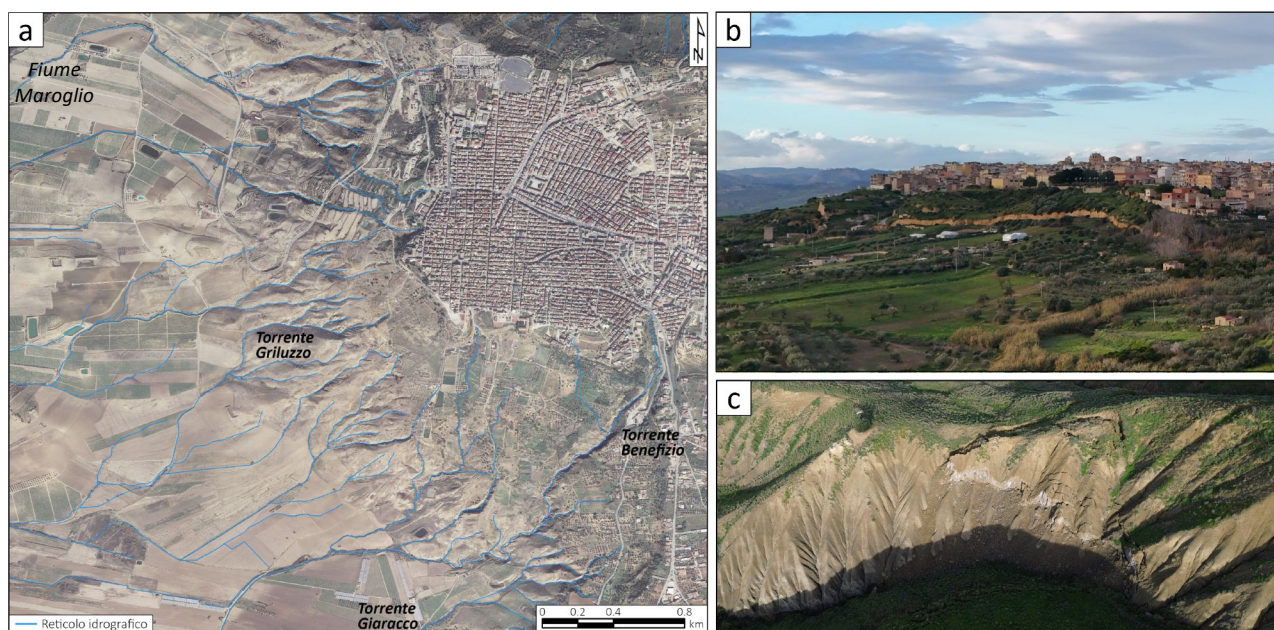 a
N
Fiume
Maroglio
Torrente
Griluzzo
Torrente
Benefizio
Torrente
Giaracco
Reticolo idrografico
0 0.2 0.4 0.8
km
b
c